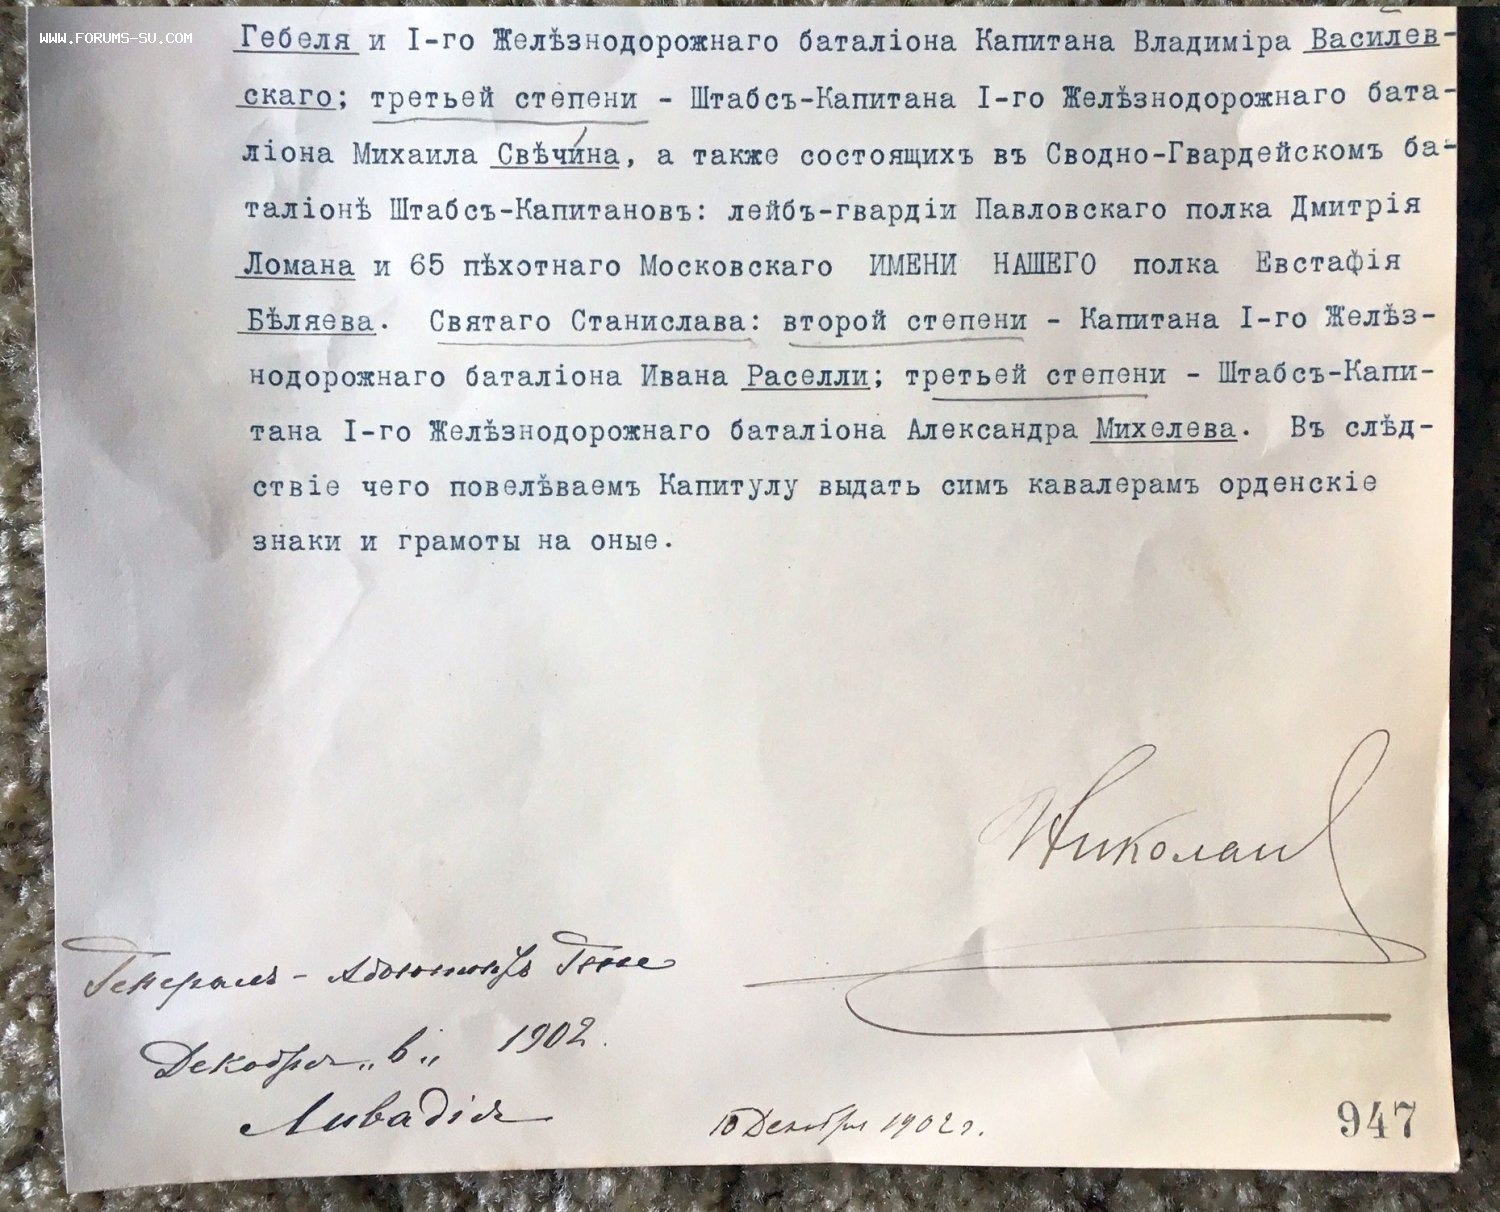 WWW.FORUMS-SU.COM
Гебеля и I-го Желѣзнодорожнаго баталіона Капитана Владиміра Василев-
скаго; третьей степени - Штабсъ-Капитана I-го Желѣзнодорожнаго бата-
ліона Михаила Свѣчина, а также состоящихъ въ Сводно-Гвардейскомъ ба-
таліонѣ Штабсъ-Капитановъ: лейбъ-гвардіи Павловскаго полка Дмитрія
Ломана и 65 пѣхотнаго Московскаго ИМЕНИ НАШЕГО полка Евстафія
Бѣляева. Святаго Станислава: второй степени - Капитана I-го Желѣз-
нодорожнаго баталіона Ивана Раселли; третьей степени - Штабсъ-Капи-
тана I-го Желѣзнодорожнаго баталіона Александра Михелева. Въ слѣд-
ствіе чего повелѣваемъ Капитулу выдать симъ кавалерамъ орденскіе
знаки и грамоты на оные.
Николай
Генералъ-Адъютантъ Гессе
Декабря „6„ 1902.
Ливадія
10 Декабря 1902 г.
947